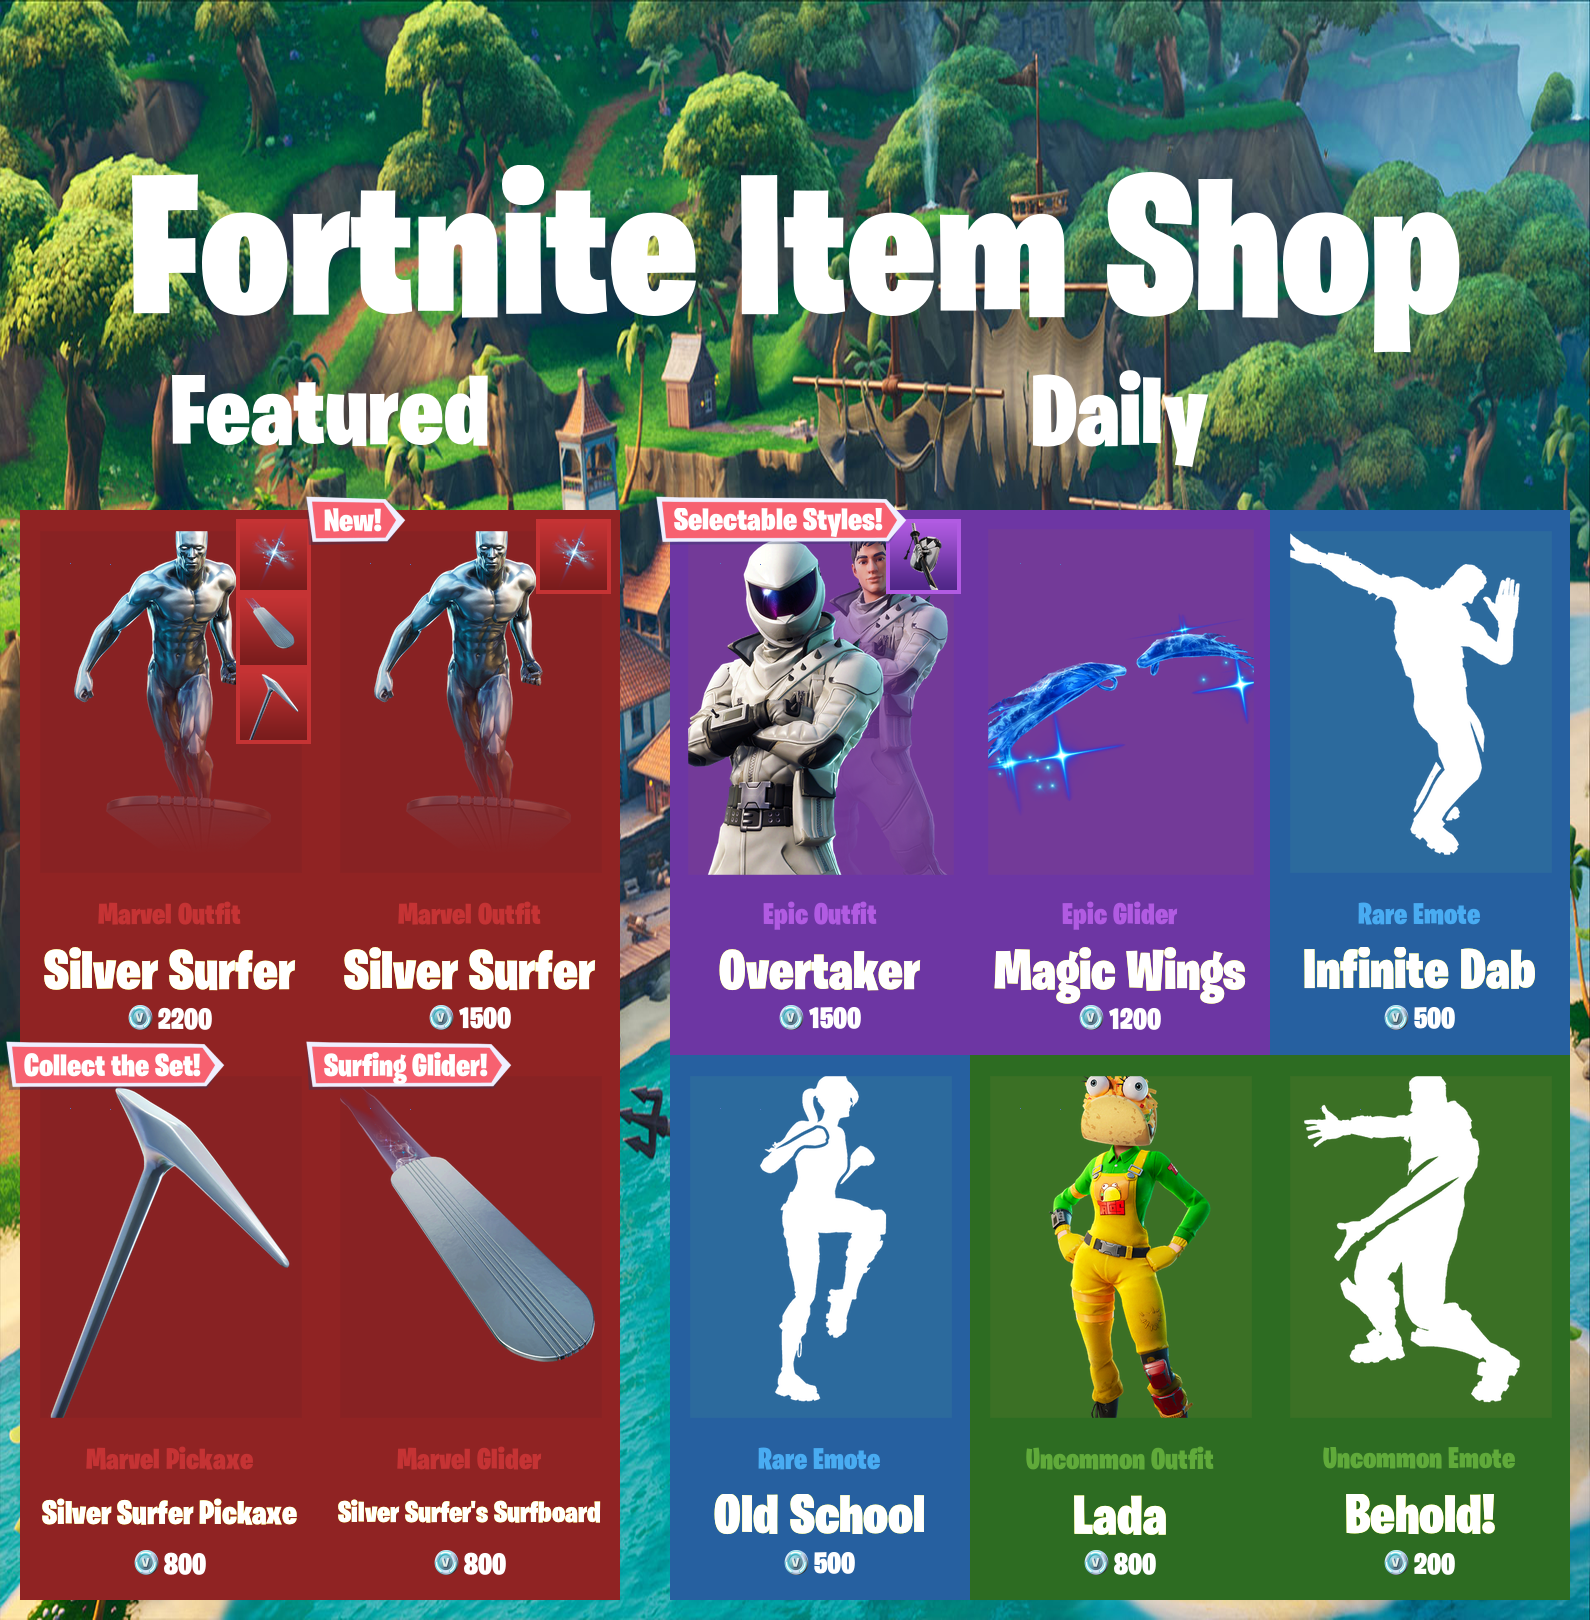 Fortnite Item Shop
Featured
Daily
New!
Marvel Outfit
Silver Surfer
V 2200
Marvel Outfit
Silver Surfer
V 1500
Collect the Set!
Marvel Pickaxe
Silver Surfer Pickaxe
V 800
Surfing Glider!
Marvel Glider
Silver Surfer's Surfboard
V 800
Selectable Styles!
Epic Outfit
Overtaker
V 1500
Epic Glider
Magic Wings
V 1200
Rare Emote
Infinite Dab
V 500
Rare Emote
Old School
V 500
Uncommon Outfit
Lada
V 800
Uncommon Emote
Behold!
V 200